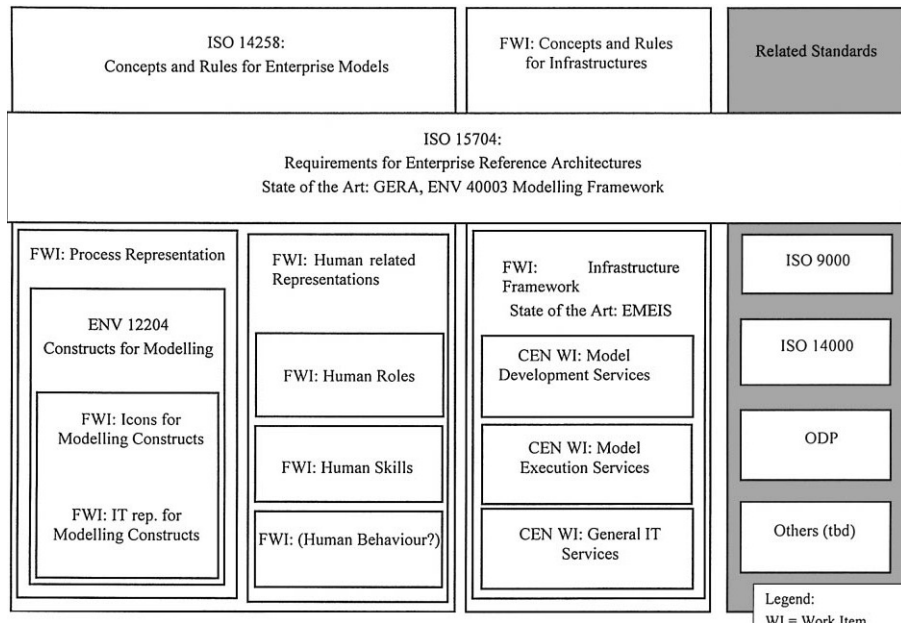 ISO 14258:
Concepts and Rules for Enterprise Models
FWI: Concepts and Rules
for Infrastructures
Related Standards
ISO 15704:
Requirements for Enterprise Reference Architectures
State of the Art: GERA, ENV 40003 Modelling Framework
FWI: Process Representation
ENV 12204
Constructs for Modelling
FWI: Icons for
Modelling Constructs
FWI: IT rep. for
Modelling Constructs
FWI: Human related
Representations
FWI: Human Roles
FWI: Human Skills
FWI: (Human Behaviour?)
FWI: Infrastructure
Framework
State of the Art: EMEIS
CEN WI: Model
Development Services
CEN WI: Model
Execution Services
CEN WI: General IT
Services
ISO 9000
ISO 14000
ODP
Others (tbd)
Legend:
WI = Work Item